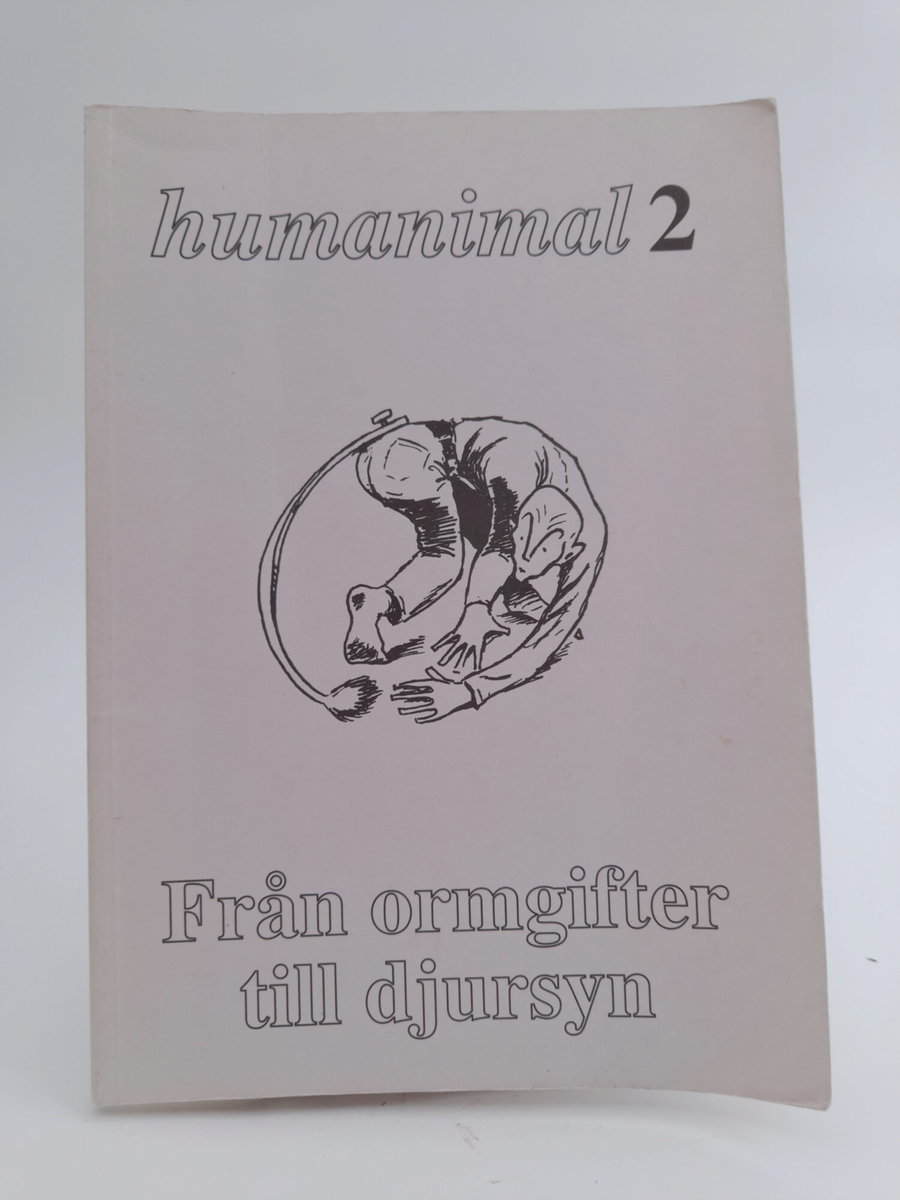 humanimal 2
Från ormgifter
till djursyn